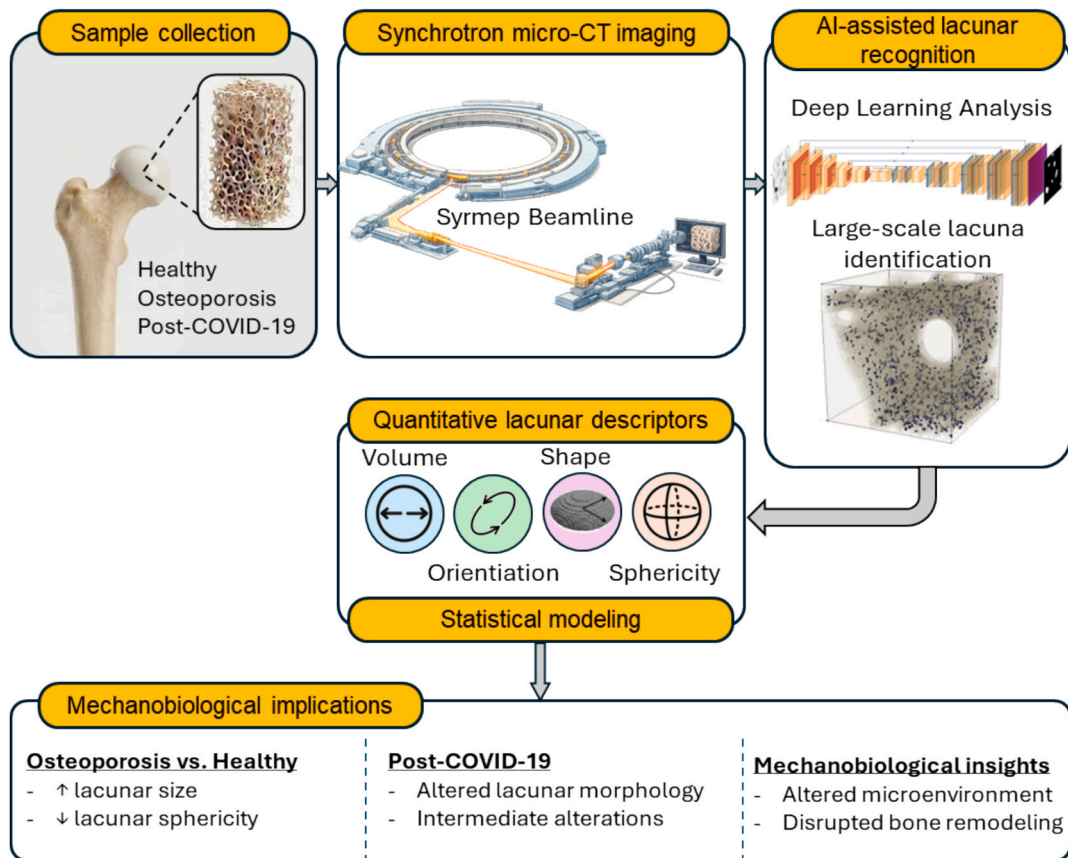 Sample collection
Healthy
Osteoporosis
Post-COVID-19
Synchrotron micro-CT imaging
Syrmep Beamline
AI-assisted lacunar
recognition
Deep Learning Analysis
Large-scale lacuna
identification
Quantitative lacunar descriptors
Volume
Shape
Orientiation
Sphericity
Statistical modeling
Mechanobiological implications
Osteoporosis vs. Healthy
- ↑ lacunar size
- ↓ lacunar sphericity
Post-COVID-19
- Altered lacunar morphology
- Intermediate alterations
Mechanobiological insights
- Altered microenvironment
- Disrupted bone remodeling